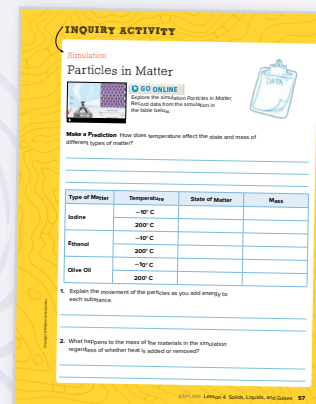 INQUIRY ACTIVITY
Simulation
Particles in Matter
GO ONLINE
Explore the simulation Particles in Matter.
Record data from the simulation in
the table below.
DATA
Make a Prediction How does temperature affect the state and mass of
different types of matter?
Type of Matter Temperature State of Matter Mass
Iodine
−10° C
200° C
Ethanol
−10° C
200° C
Olive Oil
−10° C
200° C
1. Explain the movement of the particles as you add energy to
each substance.
2. What happens to the mass of the materials in the simulation
regardless of whether heat is added or removed?
EXPLAIN Lesson 4 Solids, Liquids, and Gases 57